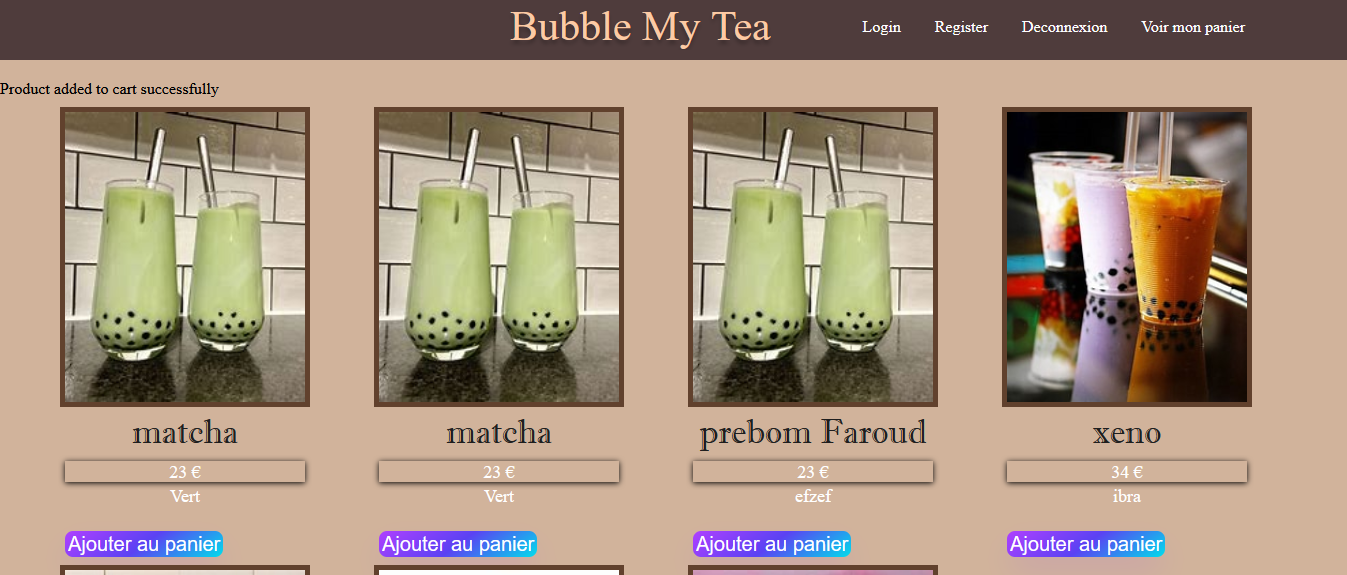 Bubble My Tea
Login Register Deconnexion Voir mon panier
Product added to cart successfully
matcha matcha prebom Faroud xeno
23 € 23 € 23 € 34 €
Vert Vert efzef ibra
Ajouter au panier Ajouter au panier Ajouter au panier Ajouter au panier